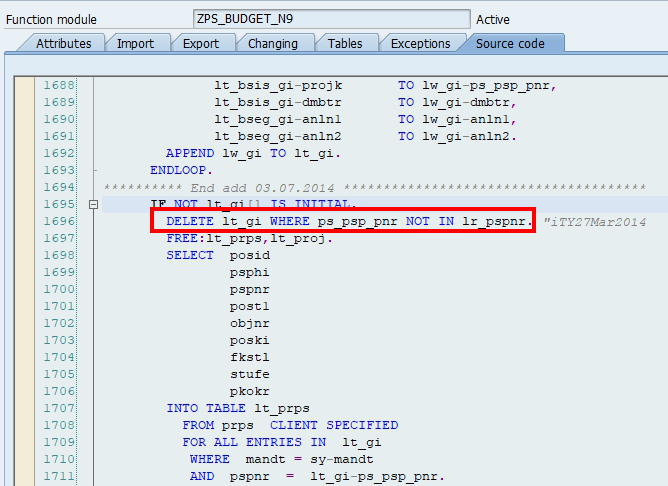 Function module ZPS_BUDGET_N9 Active
Attributes Import Export Changing Tables Exceptions Source code
1688 lt_bsis_gi-projk TO lw_gi-ps_psp_pnr,
1689 lt_bsis_gi-dmbtr TO lw_gi-dmbtr,
1690 lt_bseg_gi-anln1 TO lw_gi-anln1,
1691 lt_bseg_gi-anln2 TO lw_gi-anln2.
1692 APPEND lw_gi TO lt_gi.
1693 ENDLOOP.
1694 ********** End add 03.07.2014 **************************************
1695 IF NOT lt_gi[] IS INITIAL.
1696 DELETE lt_gi WHERE ps_psp_pnr NOT IN lr_pspnr. "iTY27Mar2014
1697 FREE:lt_prps,lt_proj.
1698 SELECT posid
1699 psphi
1700 pspnr
1701 post1
1702 objnr
1703 poski
1704 fkstl
1705 stufe
1706 pkokr
1707 INTO TABLE lt_prps
1708 FROM prps CLIENT SPECIFIED
1709 FOR ALL ENTRIES IN lt_gi
1710 WHERE mandt = sy-mandt
1711 AND pspnr = lt_gi-ps_psp_pnr.